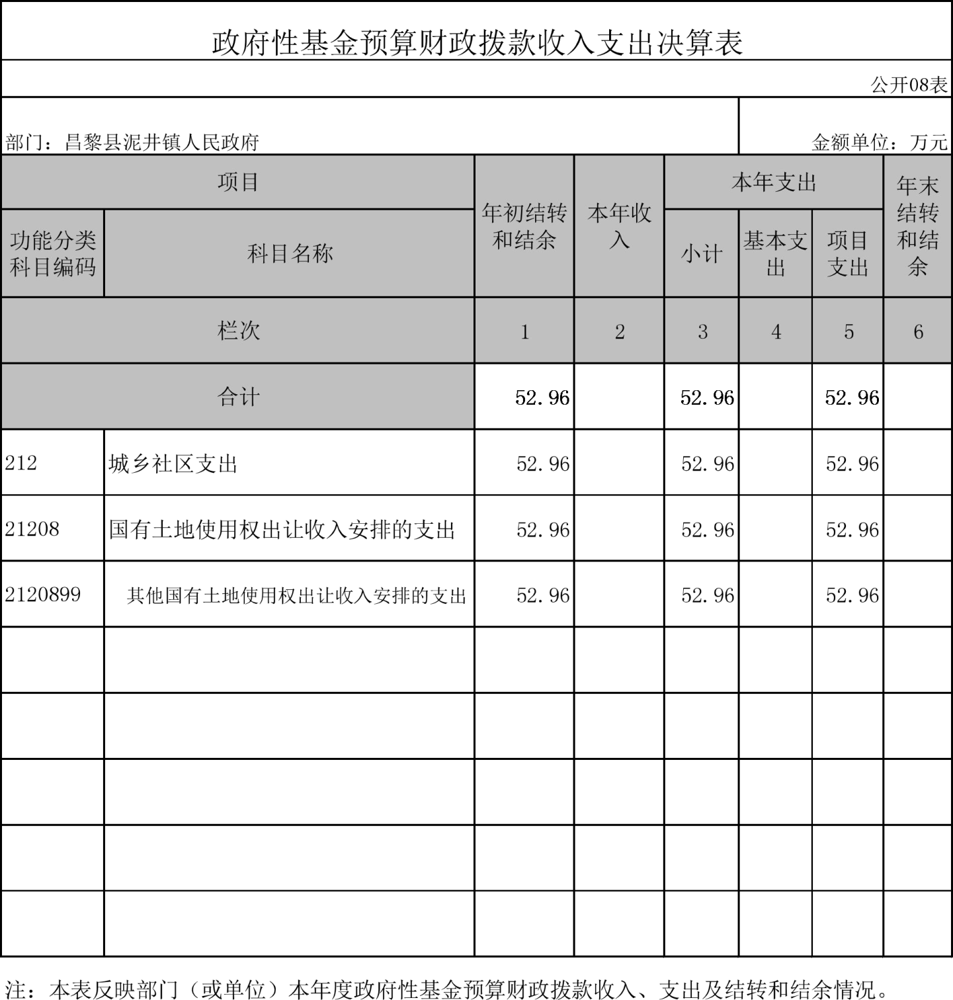 政府性基金预算财政拨款收入支出决算表
公开08表
部门：昌黎县泥井镇人民政府 金额单位：万元
项目 年初结转和结余 本年收入 本年支出 年末结转和结余
功能分类科目编码 科目名称 小计 基本支出 项目支出
栏次 1 2 3 4 5 6
合计 52.96 52.96 52.96
212 城乡社区支出 52.96 52.96 52.96
21208 国有土地使用权出让收入安排的支出 52.96 52.96 52.96
2120899 其他国有土地使用权出让收入安排的支出 52.96 52.96 52.96
注：本表反映部门（或单位）本年度政府性基金预算财政拨款收入、支出及结转和结余情况。